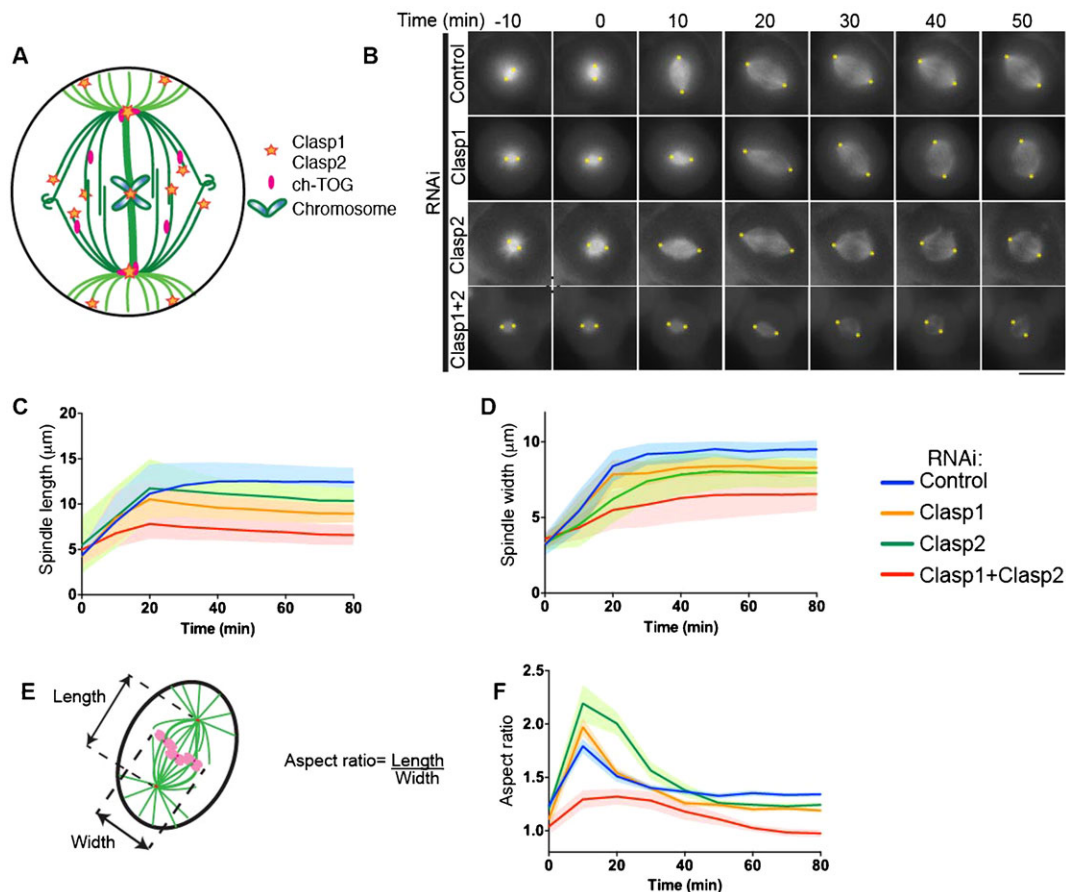 A
Clasp1
Clasp2
ch-TOG
Chromosome
B
Time (min) -10 0 10 20 30 40 50
RNAi
Control
Clasp1
Clasp2
Clasp1+2
C
Spindle length (μm)
20
15
10
5
0
0 20 40 60 80
Time (min)
D
Spindle width (μm)
10
5
0
0 20 40 60 80
Time (min)
RNAi:
Control
Clasp1
Clasp2
Clasp1+Clasp2
E
Length
Width
Aspect ratio= Length
Width
F
Aspect ratio
2.5
2.0
1.5
1.0
0 20 40 60 80
Time (min)